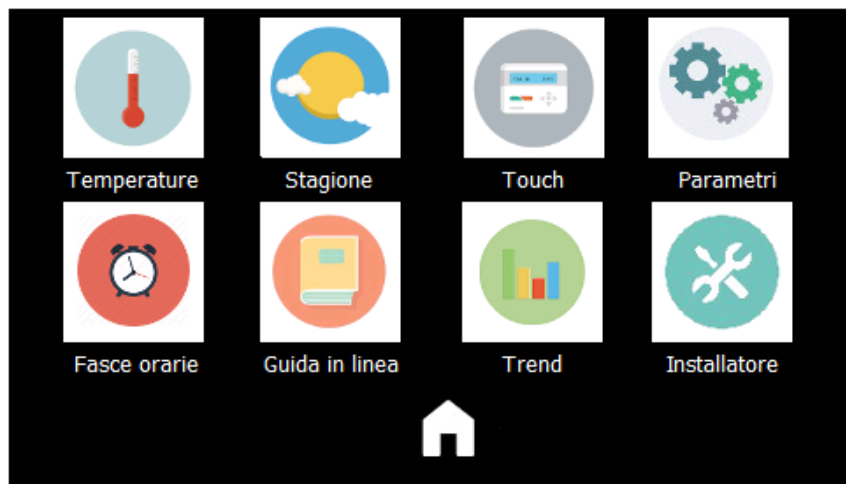 Temperature
Stagione
Touch
Parametri
Fasce orarie
Guida in linea
Trend
Installatore